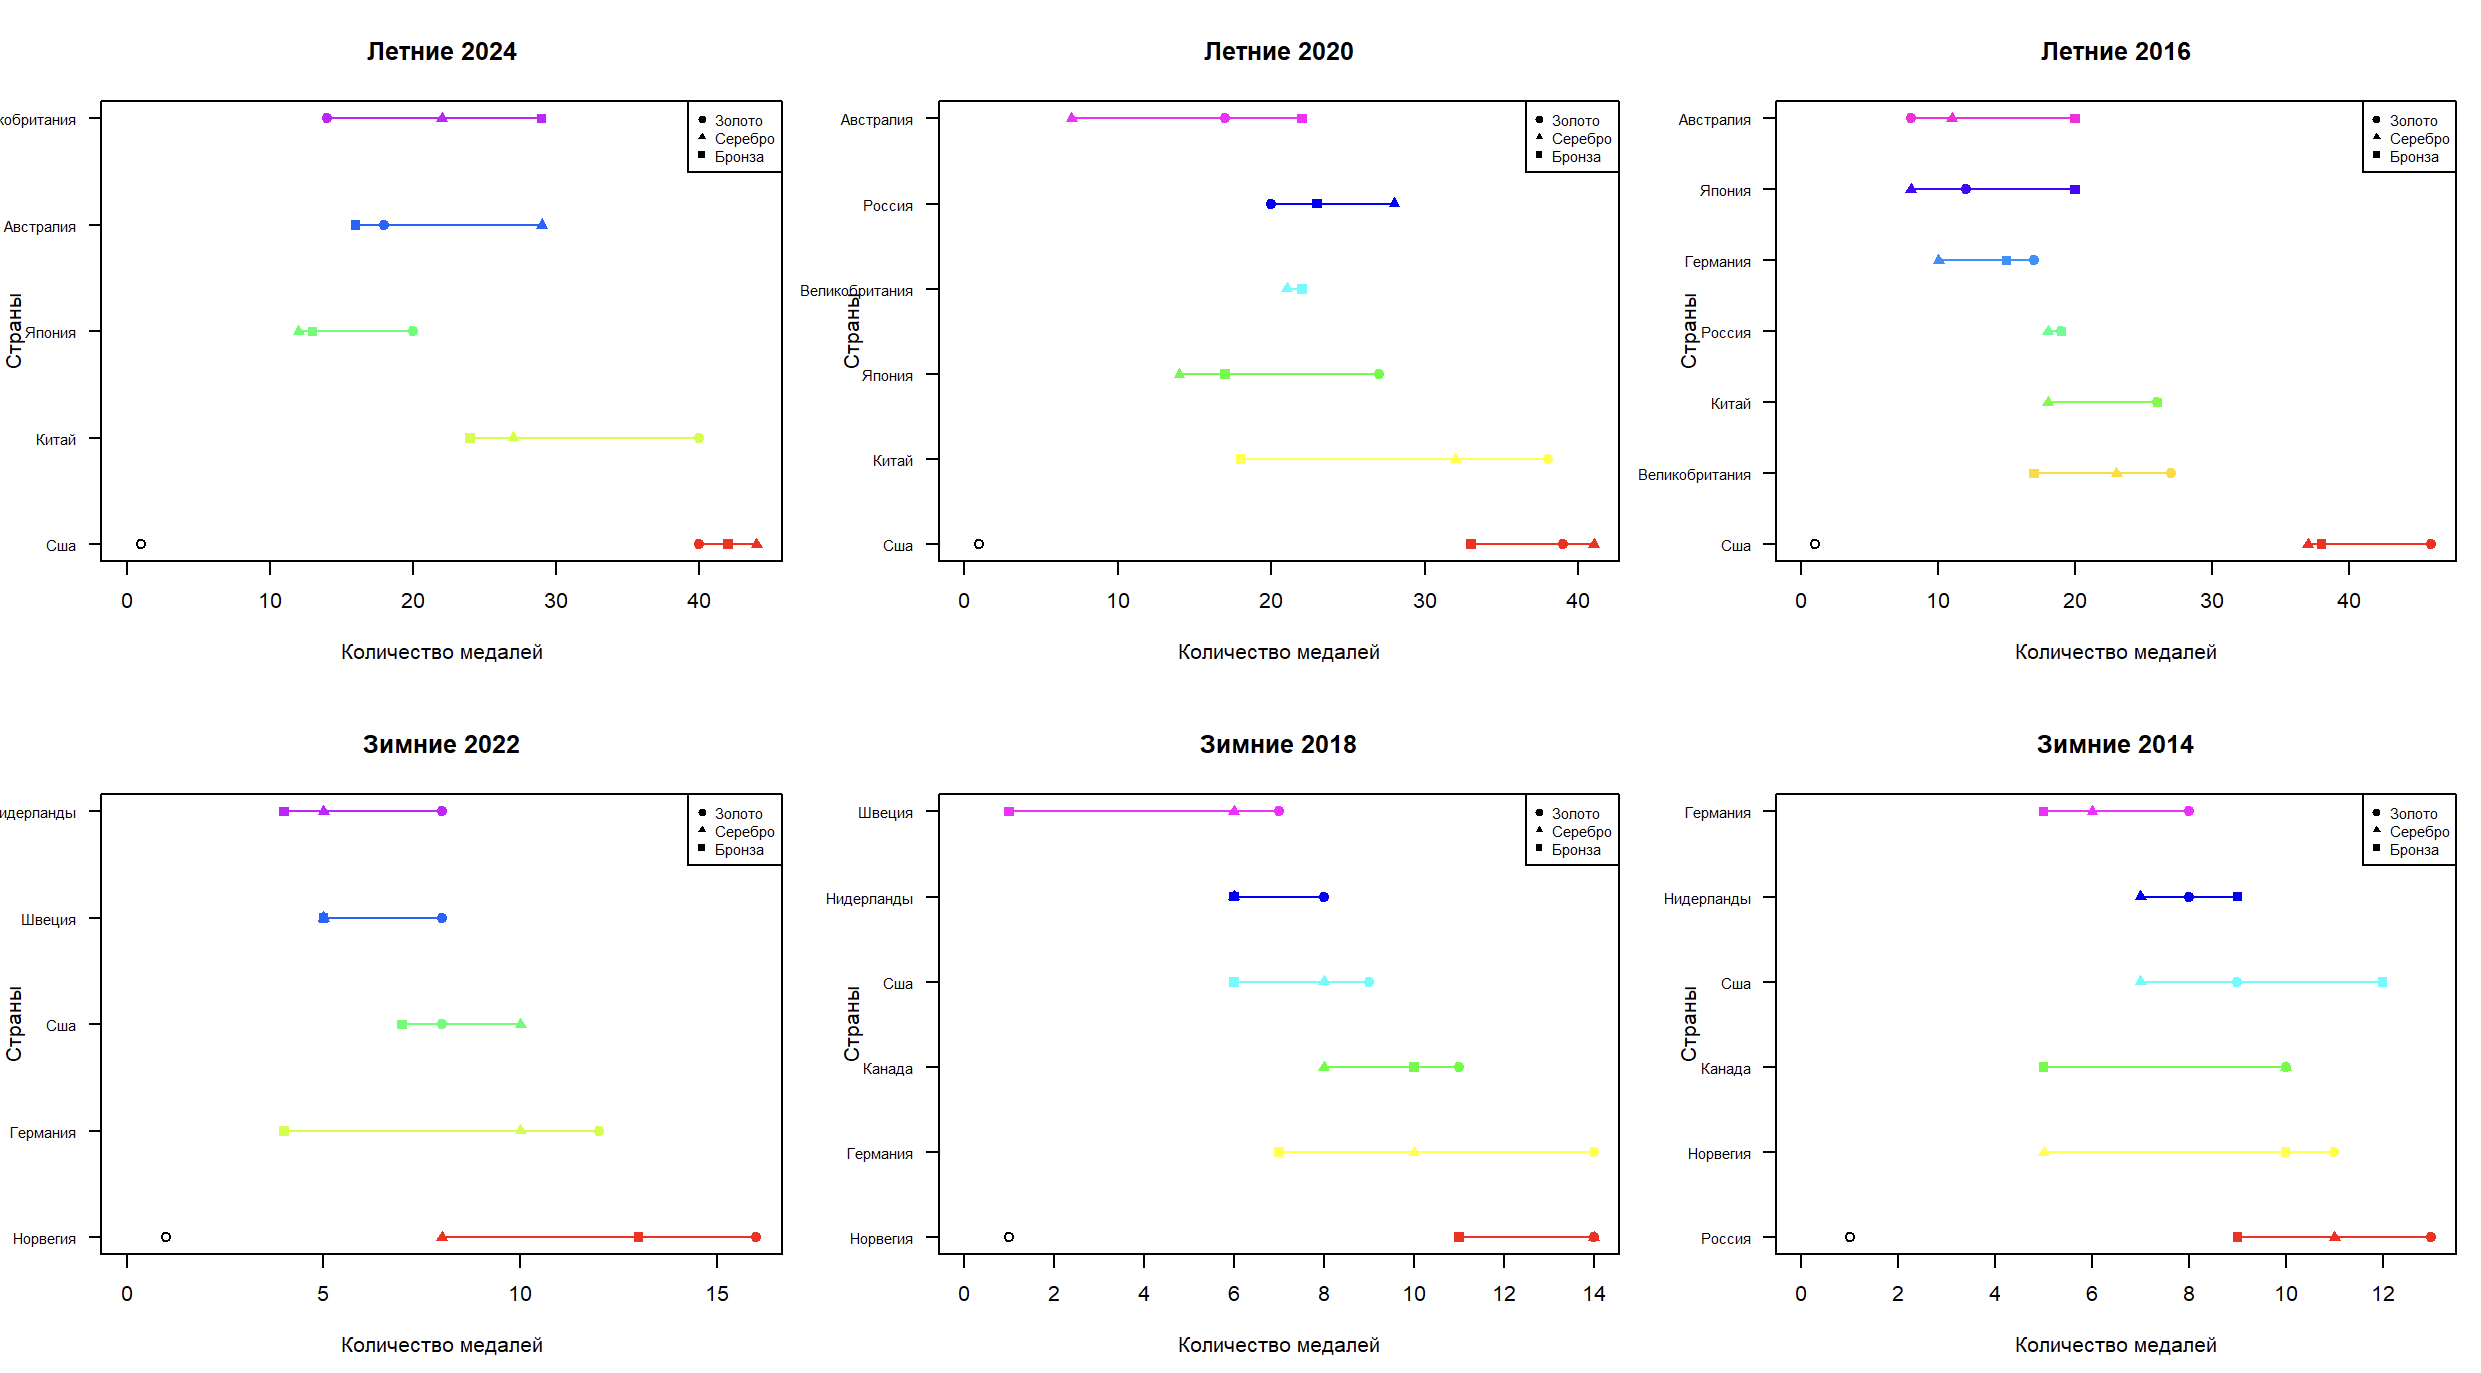 Летние 2024
кобритания
Австралия
Япония
Китай
Сша
Страны
Золото
Серебро
Бронза
0 10 20 30 40
Количество медалей
Летние 2020
Австралия
Россия
Великобритания
Япония
Китай
Сша
Страны
Золото
Серебро
Бронза
0 10 20 30 40
Количество медалей
Летние 2016
Австралия
Япония
Германия
Россия
Китай
Великобритания
Сша
Страны
Золото
Серебро
Бронза
0 10 20 30 40
Количество медалей
Зимние 2022
идерланды
Швеция
Сша
Германия
Норвегия
Страны
Золото
Серебро
Бронза
0 5 10 15
Количество медалей
Зимние 2018
Швеция
Нидерланды
Сша
Канада
Германия
Норвегия
Страны
Золото
Серебро
Бронза
0 2 4 6 8 10 12 14
Количество медалей
Зимние 2014
Германия
Нидерланды
Сша
Канада
Норвегия
Россия
Страны
Золото
Серебро
Бронза
0 2 4 6 8 10 12
Количество медалей